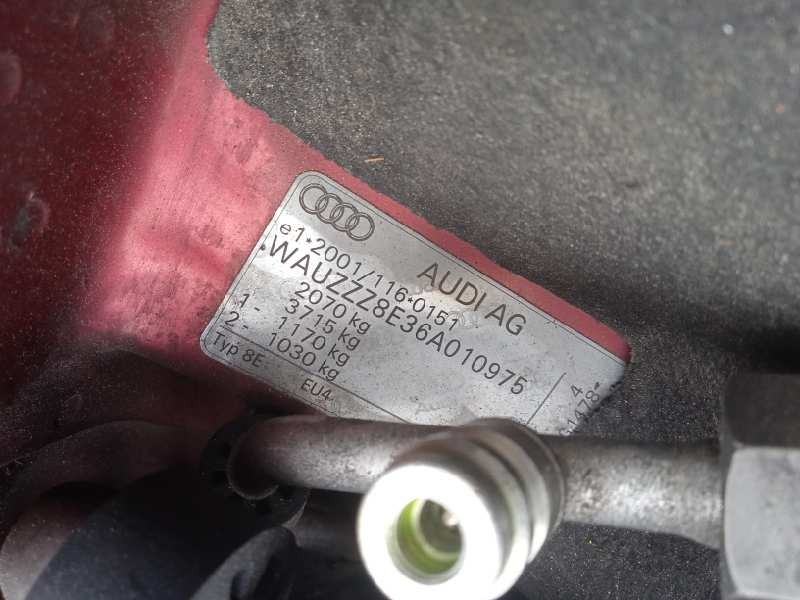 AUDI AG
e1*2001/116*0151
WAUZZZ8E36A010975
2070 kg
3715 kg
1- 1170 kg
2- 1030 kg
Typ 8E
EU4
4